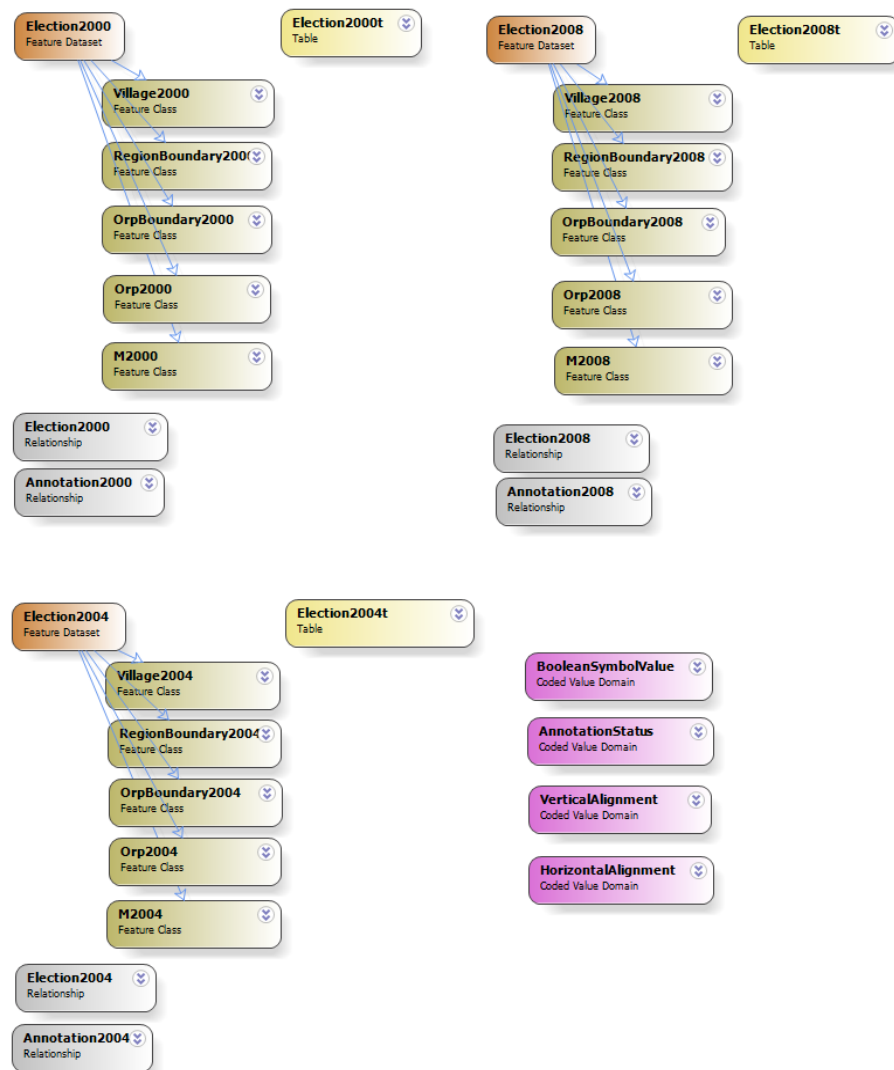 Election2000
Feature Dataset
Election2000t
Table
Village2000
Feature Class
RegionBoundary2000
Feature Class
OrpBoundary2000
Feature Class
Orp2000
Feature Class
M2000
Feature Class
Election2000
Relationship
Annotation2000
Relationship
Election2008
Feature Dataset
Election2008t
Table
Village2008
Feature Class
RegionBoundary2008
Feature Class
OrpBoundary2008
Feature Class
Orp2008
Feature Class
M2008
Feature Class
Election2008
Relationship
Annotation2008
Relationship
Election2004
Feature Dataset
Election2004t
Table
Village2004
Feature Class
RegionBoundary2004
Feature Class
OrpBoundary2004
Feature Class
Orp2004
Feature Class
M2004
Feature Class
Election2004
Relationship
Annotation2004
Relationship
BooleanSymbolValue
Coded Value Domain
AnnotationStatus
Coded Value Domain
VerticalAlignment
Coded Value Domain
HorizontalAlignment
Coded Value Domain